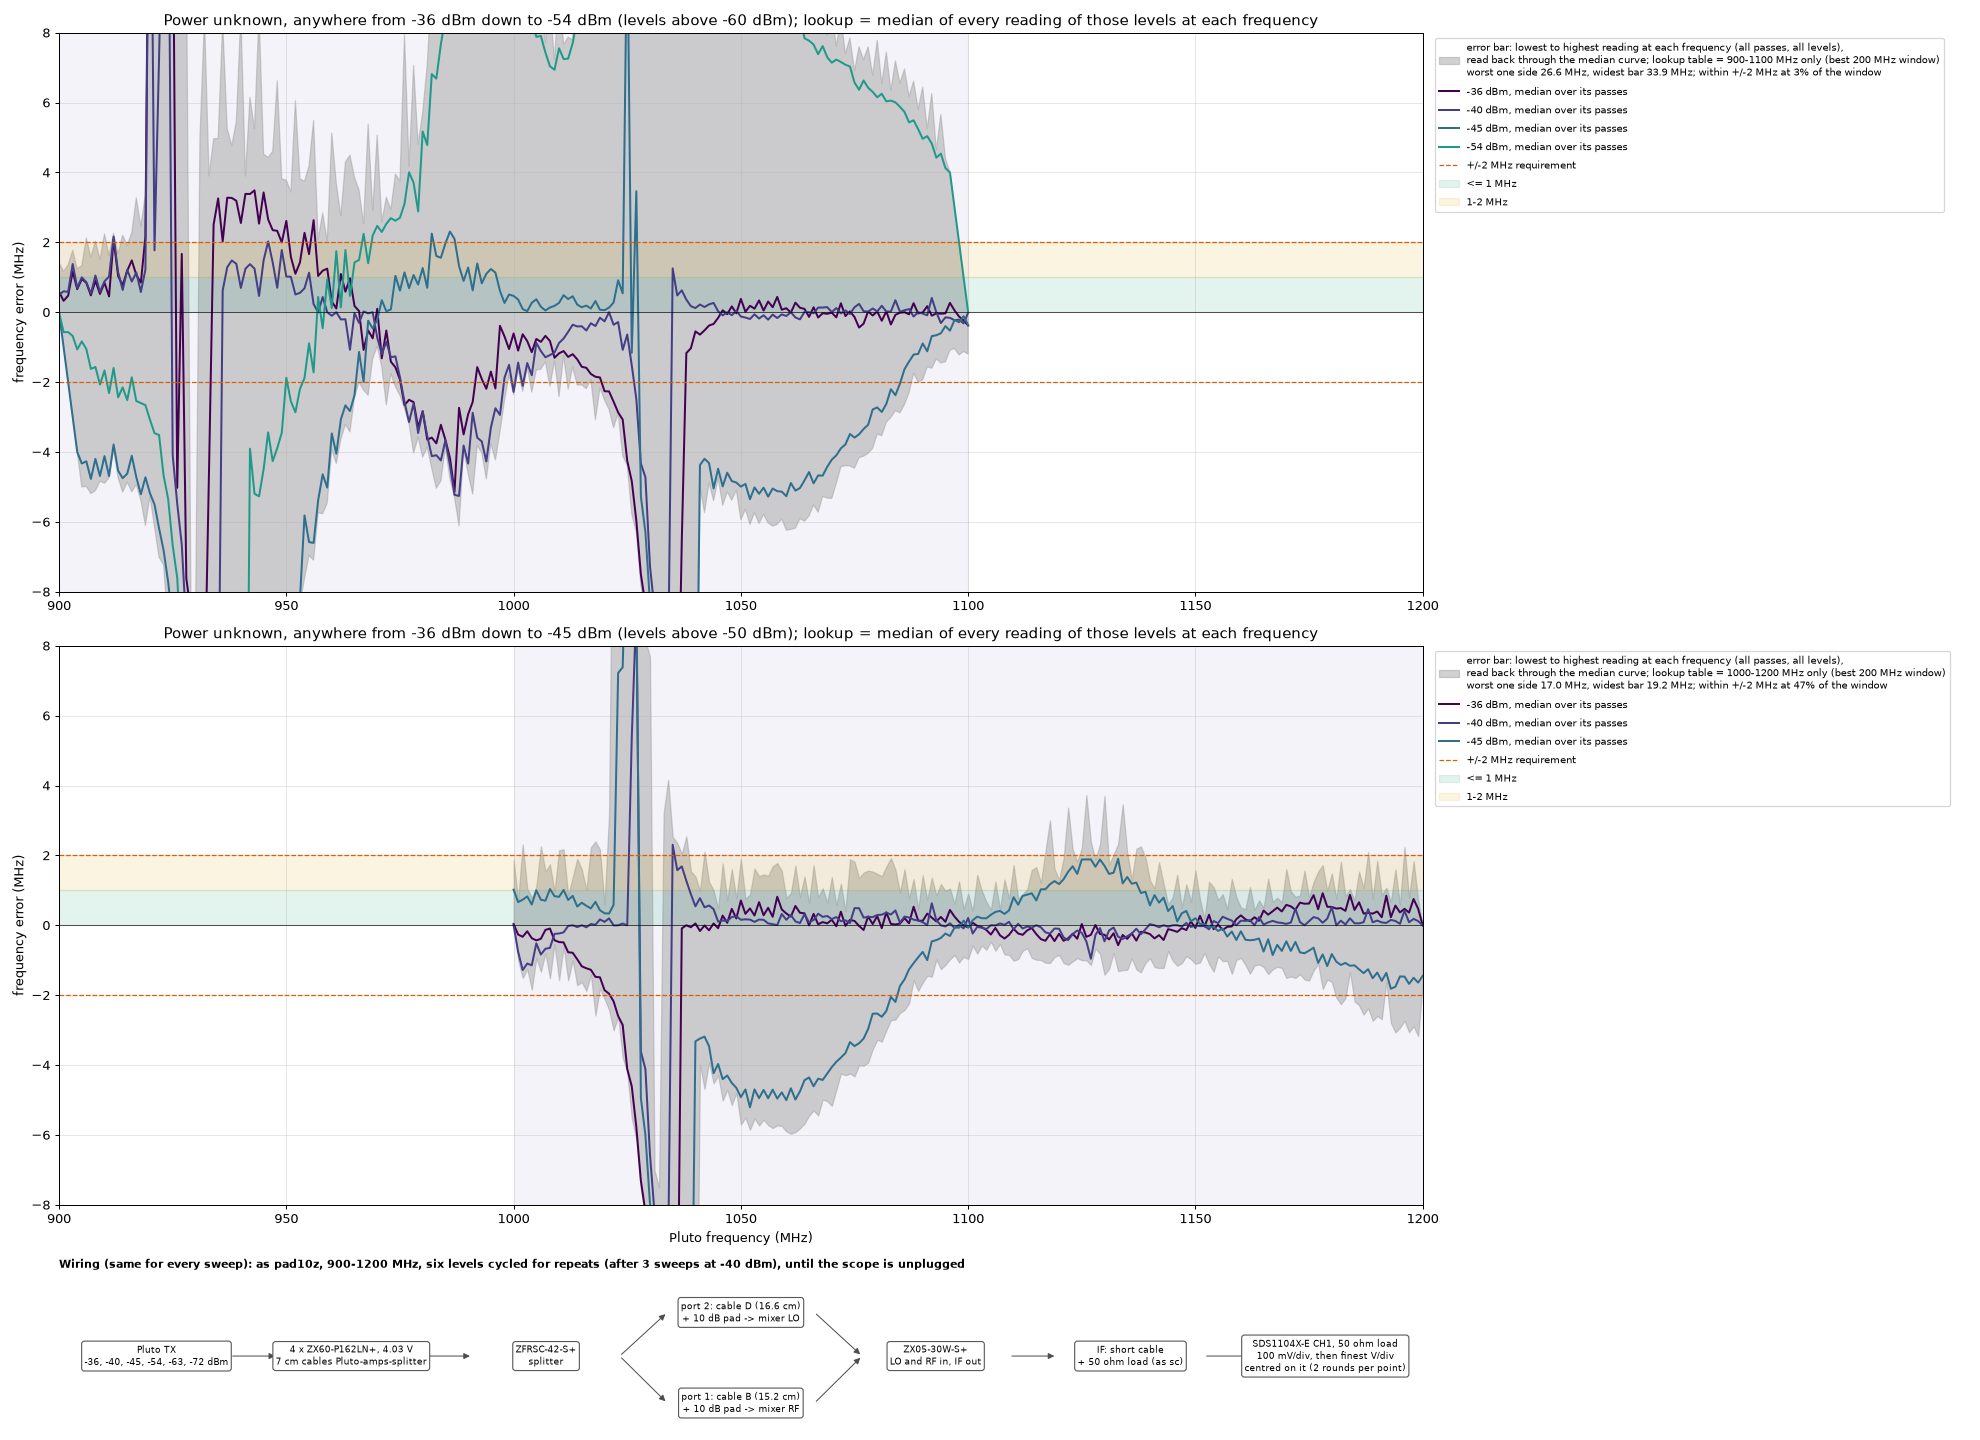 Power unknown, anywhere from -36 dBm down to -54 dBm (levels above -60 dBm); lookup = median of every reading of those levels at each frequency
8
6
4
2
0
−2
−4
−6
−8
frequency error (MHz)
900
950
1000
1050
1100
1150
1200
error bar: lowest to highest reading at each frequency (all passes, all levels),
read back through the median curve; lookup table = 900-1100 MHz only (best 200 MHz window)
worst one side 26.6 MHz, widest bar 33.9 MHz; within +/-2 MHz at 3% of the window
-36 dBm, median over its passes
-40 dBm, median over its passes
-45 dBm, median over its passes
-54 dBm, median over its passes
+/-2 MHz requirement
<= 1 MHz
1-2 MHz
Power unknown, anywhere from -36 dBm down to -45 dBm (levels above -50 dBm); lookup = median of every reading of those levels at each frequency
8
6
4
2
0
−2
−4
−6
−8
frequency error (MHz)
900
950
1000
1050
1100
1150
1200
Pluto frequency (MHz)
error bar: lowest to highest reading at each frequency (all passes, all levels),
read back through the median curve; lookup table = 1000-1200 MHz only (best 200 MHz window)
worst one side 17.0 MHz, widest bar 19.2 MHz; within +/-2 MHz at 47% of the window
-36 dBm, median over its passes
-40 dBm, median over its passes
-45 dBm, median over its passes
+/-2 MHz requirement
<= 1 MHz
1-2 MHz
Wiring (same for every sweep): as pad10z, 900-1200 MHz, six levels cycled for repeats (after 3 sweeps at -40 dBm), until the scope is unplugged
Pluto TX
-36, -40, -45, -54, -63, -72 dBm
4 x ZX60-P162LN+, 4.03 V
7 cm cables Pluto-amps-splitter
ZFRSC-42-S+
splitter
port 2: cable D (16.6 cm)
+ 10 dB pad -> mixer LO
port 1: cable B (15.2 cm)
+ 10 dB pad -> mixer RF
ZX05-30W-S+
LO and RF in, IF out
IF: short cable
+ 50 ohm load (as sc)
SDS1104X-E CH1, 50 ohm load
100 mV/div, then finest V/div
centred on it (2 rounds per point)